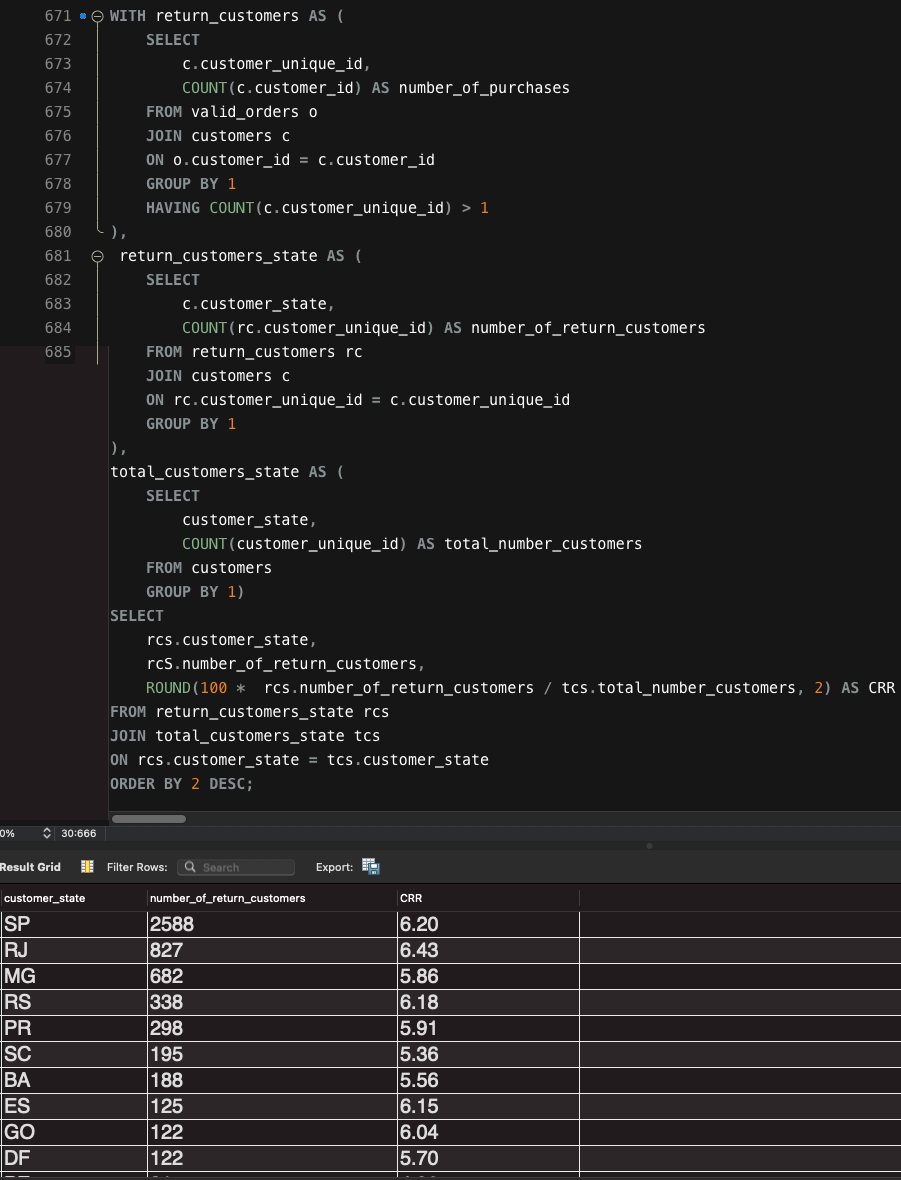 671 WITH return_customers AS (
672 SELECT
673 c.customer_unique_id,
674 COUNT(c.customer_id) AS number_of_purchases
675 FROM valid_orders o
676 JOIN customers c
677 ON o.customer_id = c.customer_id
678 GROUP BY 1
679 HAVING COUNT(c.customer_unique_id) > 1
680 ),
681 return_customers_state AS (
682 SELECT
683 c.customer_state,
684 COUNT(rc.customer_unique_id) AS number_of_return_customers
685 FROM return_customers rc
JOIN customers c
ON rc.customer_unique_id = c.customer_unique_id
GROUP BY 1
),
total_customers_state AS (
SELECT
customer_state,
COUNT(customer_unique_id) AS total_number_customers
FROM customers
GROUP BY 1)
SELECT
rcs.customer_state,
rcS.number_of_return_customers,
ROUND(100 * rcs.number_of_return_customers / tcs.total_number_customers, 2) AS CRR
FROM return_customers_state rcs
JOIN total_customers_state tcs
ON rcs.customer_state = tcs.customer_state
ORDER BY 2 DESC;
0% 30:666
Result Grid Filter Rows: Search Export:
customer_state number_of_return_customers CRR
SP 2588 6.20
RJ 827 6.43
MG 682 5.86
RS 338 6.18
PR 298 5.91
SC 195 5.36
BA 188 5.56
ES 125 6.15
GO 122 6.04
DF 122 5.70